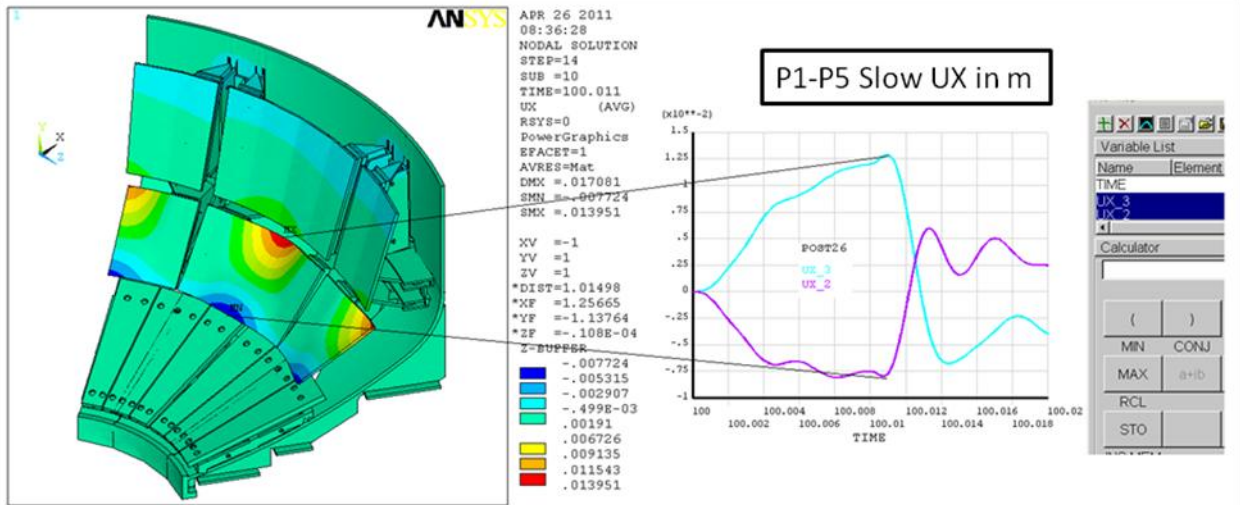 1
ANSYS
APR 26 2011
08:36:28
NODAL SOLUTION
STEP=14
SUB =10
TIME=100.011
UX (AVG)
RSYS=0
PowerGraphics
EFACET=1
AVRES=Mat
DMX =.017081
SMN =-.007724
SMX =.013951
XV =-1
YV =1
ZV =1
*DIST=1.01498
*XF =1.25665
*YF =-1.13764
*ZF =-.108E-04
Z-BUFFER
-.007724
-.005315
-.002907
-.499E-03
.00191
.006726
.009135
.011543
.013951
Y
X
Z
MX
MN
P1-P5 Slow UX in m
(x10**-2)
1.5
1.25
1
.75
.5
.25
0
-.25
-.5
-.75
-1
POST26
UX_3
UX_2
100 100.004 100.008 100.012 100.016 100.02
100.002 100.006 100.01 100.014 100.018
TIME
Variable List
Name Element
TIME
UX_3
UX_2
Calculator
( )
MIN CONJ
MAX a+ib
RCL
STO